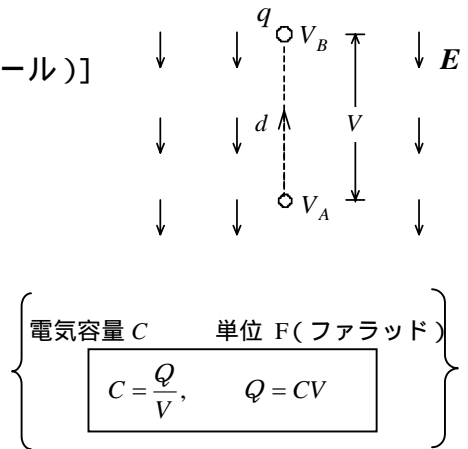 q
V_B
E
ール)]
d
V
V_A
電気容量 C 単位 F(ファラッド)
C = Q/V, Q = CV